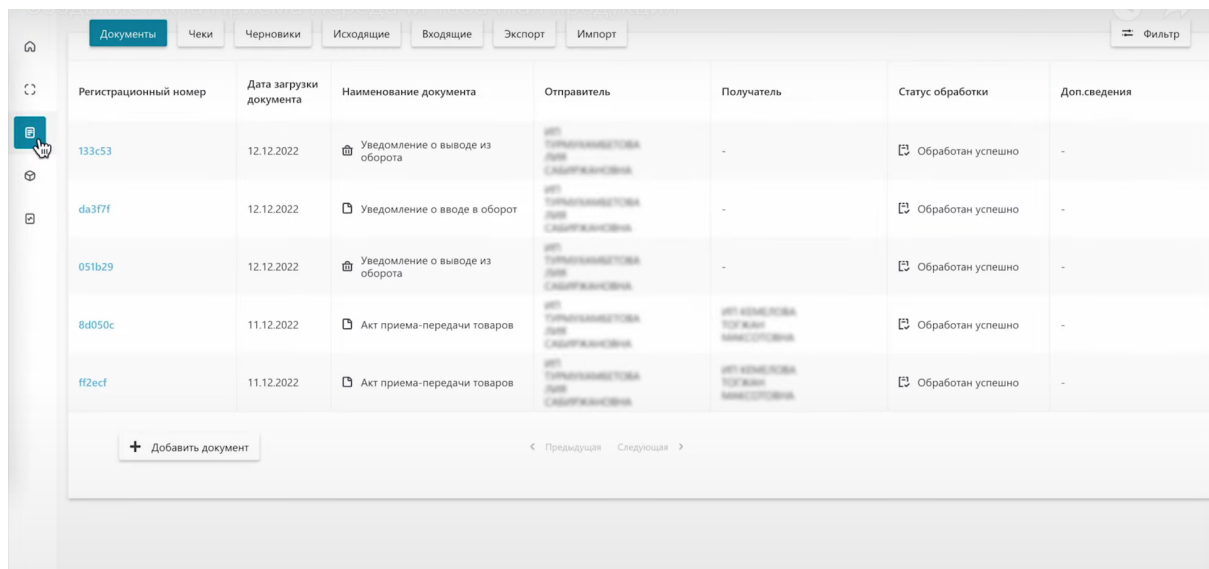 Документы Чеки Черновики Исходящие Входящие Экспорт Импорт Фильтр
Регистрационный номер Дата загрузки документа Наименование документа Отправитель Получатель Статус обработки Доп.сведения
133c53 12.12.2022 Уведомление о выводе из оборота - Обработан успешно -
da3f7f 12.12.2022 Уведомление о вводе в оборот - Обработан успешно -
051b29 12.12.2022 Уведомление о выводе из оборота - Обработан успешно -
8d050c 11.12.2022 Акт приема-передачи товаров Обработан успешно -
ff2ecf 11.12.2022 Акт приема-передачи товаров Обработан успешно -
+ Добавить документ < Предыдущая Следующая >